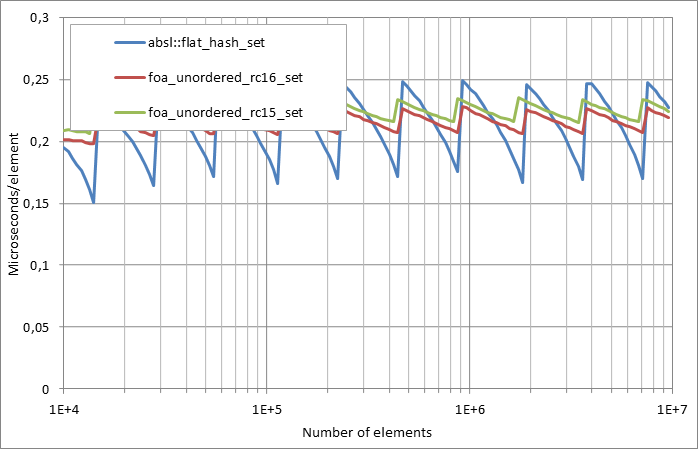 0,3
absl::flat_hash_set
0,25
foa_unordered_rc16_set
foa_unordered_rc15_set
0,2
Microseconds/element
0,15
0,1
0,05
0
1E+4
1E+5
1E+6
1E+7
Number of elements